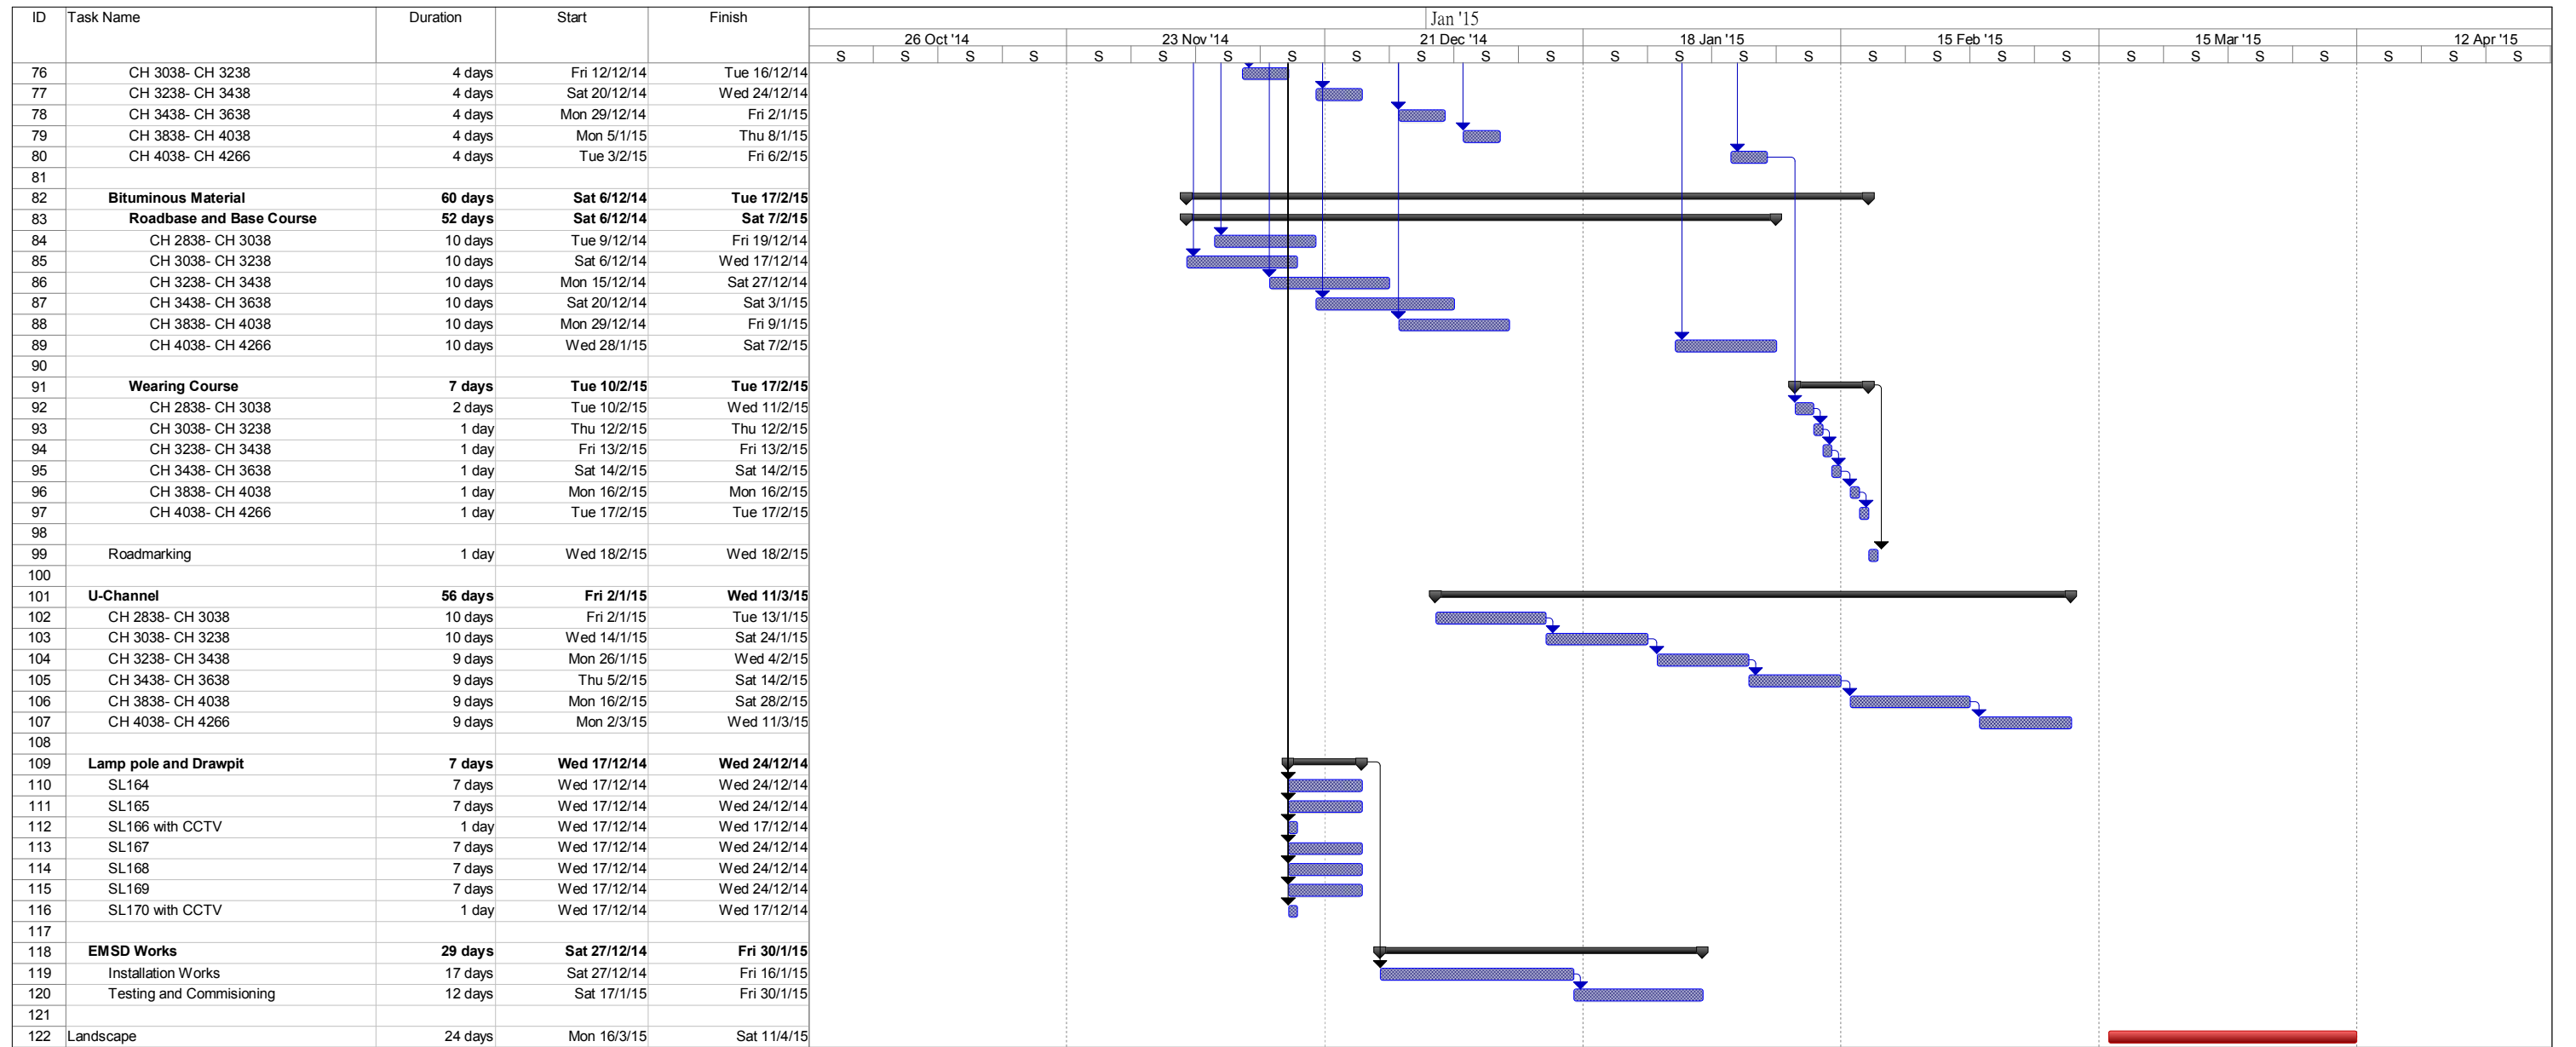 ID Task Name Duration Start Finish Jan '15
26 Oct '14 23 Nov '14 21 Dec '14 18 Jan '15 15 Feb '15 15 Mar '15 12 Apr '15
S S S S S S S S S S S S S S S S S S S S S S S S S S S
76 CH 3038- CH 3238 4 days Fri 12/12/14 Tue 16/12/14
77 CH 3238- CH 3438 4 days Sat 20/12/14 Wed 24/12/14
78 CH 3438- CH 3638 4 days Mon 29/12/14 Fri 2/1/15
79 CH 3838- CH 4038 4 days Mon 5/1/15 Thu 8/1/15
80 CH 4038- CH 4266 4 days Tue 3/2/15 Fri 6/2/15
81
82 Bituminous Material 60 days Sat 6/12/14 Tue 17/2/15
83 Roadbase and Base Course 52 days Sat 6/12/14 Sat 7/2/15
84 CH 2838- CH 3038 10 days Tue 9/12/14 Fri 19/12/14
85 CH 3038- CH 3238 10 days Sat 6/12/14 Wed 17/12/14
86 CH 3238- CH 3438 10 days Mon 15/12/14 Sat 27/12/14
87 CH 3438- CH 3638 10 days Sat 20/12/14 Sat 3/1/15
88 CH 3838- CH 4038 10 days Mon 29/12/14 Fri 9/1/15
89 CH 4038- CH 4266 10 days Wed 28/1/15 Sat 7/2/15
90
91 Wearing Course 7 days Tue 10/2/15 Tue 17/2/15
92 CH 2838- CH 3038 2 days Tue 10/2/15 Wed 11/2/15
93 CH 3038- CH 3238 1 day Thu 12/2/15 Thu 12/2/15
94 CH 3238- CH 3438 1 day Fri 13/2/15 Fri 13/2/15
95 CH 3438- CH 3638 1 day Sat 14/2/15 Sat 14/2/15
96 CH 3838- CH 4038 1 day Mon 16/2/15 Mon 16/2/15
97 CH 4038- CH 4266 1 day Tue 17/2/15 Tue 17/2/15
98
99 Roadmarking 1 day Wed 18/2/15 Wed 18/2/15
100
101 U-Channel 56 days Fri 2/1/15 Wed 11/3/15
102 CH 2838- CH 3038 10 days Fri 2/1/15 Tue 13/1/15
103 CH 3038- CH 3238 10 days Wed 14/1/15 Sat 24/1/15
104 CH 3238- CH 3438 9 days Mon 26/1/15 Wed 4/2/15
105 CH 3438- CH 3638 9 days Thu 5/2/15 Sat 14/2/15
106 CH 3838- CH 4038 9 days Mon 16/2/15 Sat 28/2/15
107 CH 4038- CH 4266 9 days Mon 2/3/15 Wed 11/3/15
108
109 Lamp pole and Drawpit 7 days Wed 17/12/14 Wed 24/12/14
110 SL164 7 days Wed 17/12/14 Wed 24/12/14
111 SL165 7 days Wed 17/12/14 Wed 24/12/14
112 SL166 with CCTV 1 day Wed 17/12/14 Wed 17/12/14
113 SL167 7 days Wed 17/12/14 Wed 24/12/14
114 SL168 7 days Wed 17/12/14 Wed 24/12/14
115 SL169 7 days Wed 17/12/14 Wed 24/12/14
116 SL170 with CCTV 1 day Wed 17/12/14 Wed 17/12/14
117
118 EMSD Works 29 days Sat 27/12/14 Fri 30/1/15
119 Installation Works 17 days Sat 27/12/14 Fri 16/1/15
120 Testing and Commisioning 12 days Sat 17/1/15 Fri 30/1/15
121
122 Landscape 24 days Mon 16/3/15 Sat 11/4/15